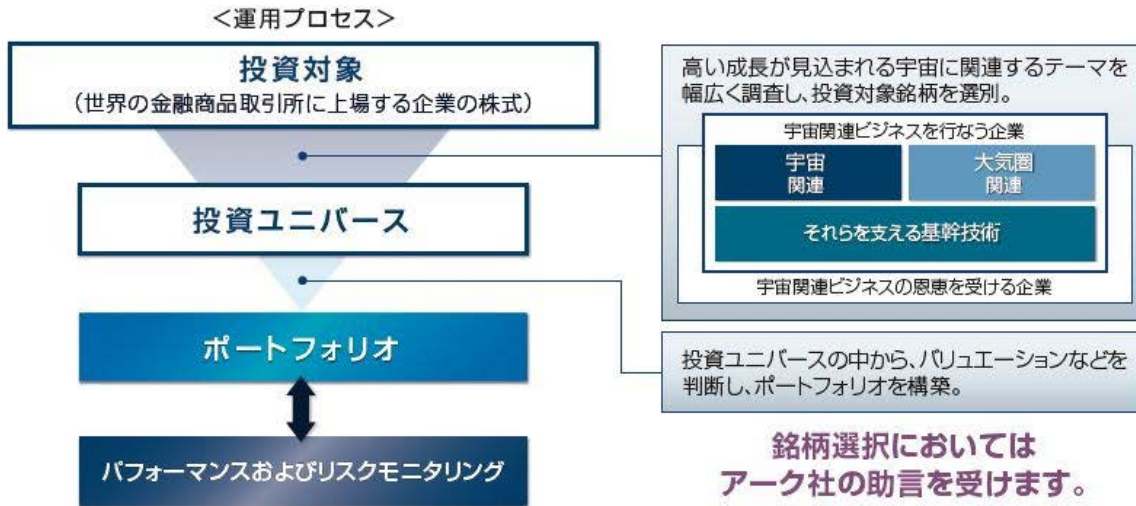 ＜運用プロセス＞
投資対象
（世界の金融商品取引所に上場する企業の株式）
投資ユニバース
ポートフォリオ
パフォーマンスおよびリスクモニタリング
高い成長が見込まれる宇宙に関連するテーマを
幅広く調査し、投資対象銘柄を選別。
宇宙関連ビジネスを行なう企業
宇宙
関連
大気圏
関連
それらを支える基幹技術
宇宙関連ビジネスの恩恵を受ける企業
投資ユニバースの中から、バリュエーションなどを
判断し、ポートフォリオを構築。
銘柄選択においては
アーク社の助言を受けます。